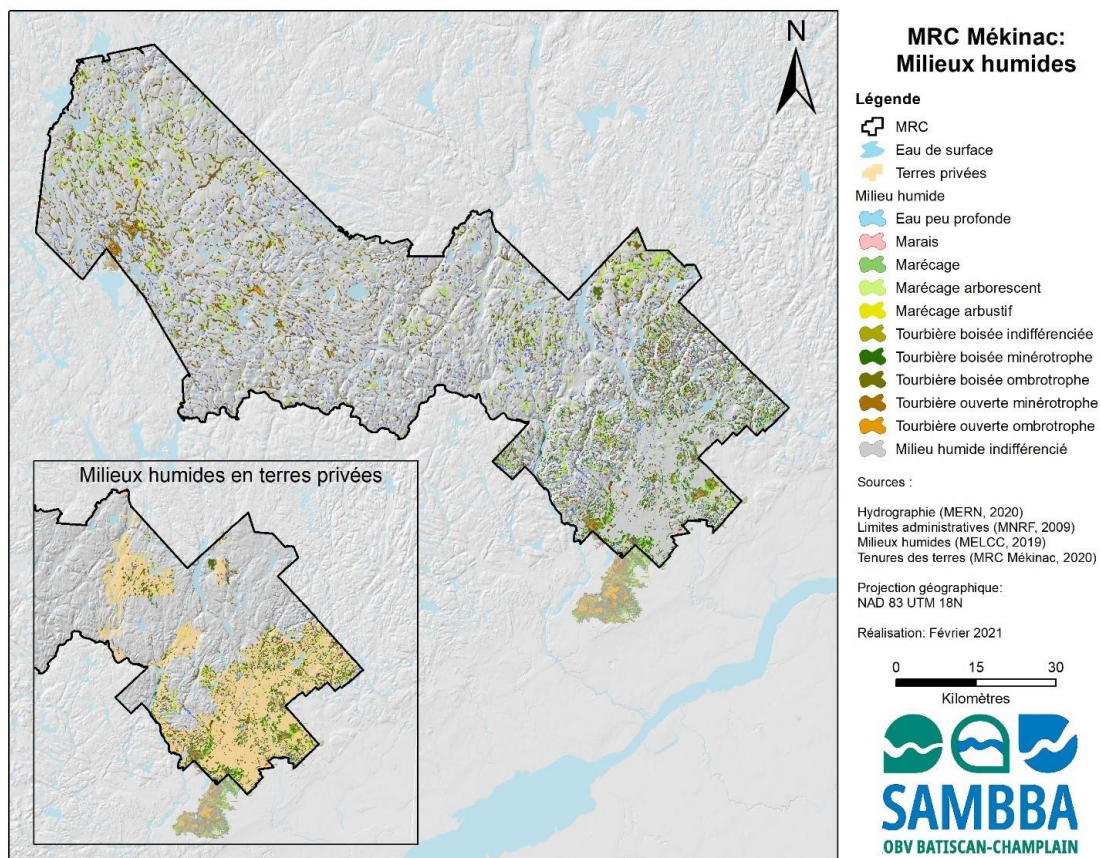 N
Milieux humides en terres privées
MRC Mékinac:
Milieux humides
Légende
MRC
Eau de surface
Terres privées
Milieu humide
Eau peu profonde
Marais
Marécage
Marécage arborescent
Marécage arbustif
Tourbière boisée indifférenciée
Tourbière boisée minérotrophe
Tourbière boisée ombrotrophe
Tourbière ouverte minérotrophe
Tourbière ouverte ombrotrophe
Milieu humide indifférencié
Sources :
Hydrographie (MERN, 2020)
Limites administratives (MNRF, 2009)
Milieux humides (MELCC, 2019)
Tenures des terres (MRC Mékinac, 2020)
Projection géographique:
NAD 83 UTM 18N
Réalisation: Février 2021
0 15 30
Kilomètres
SAMBBA
OBV BATISCAN-CHAMPLAIN